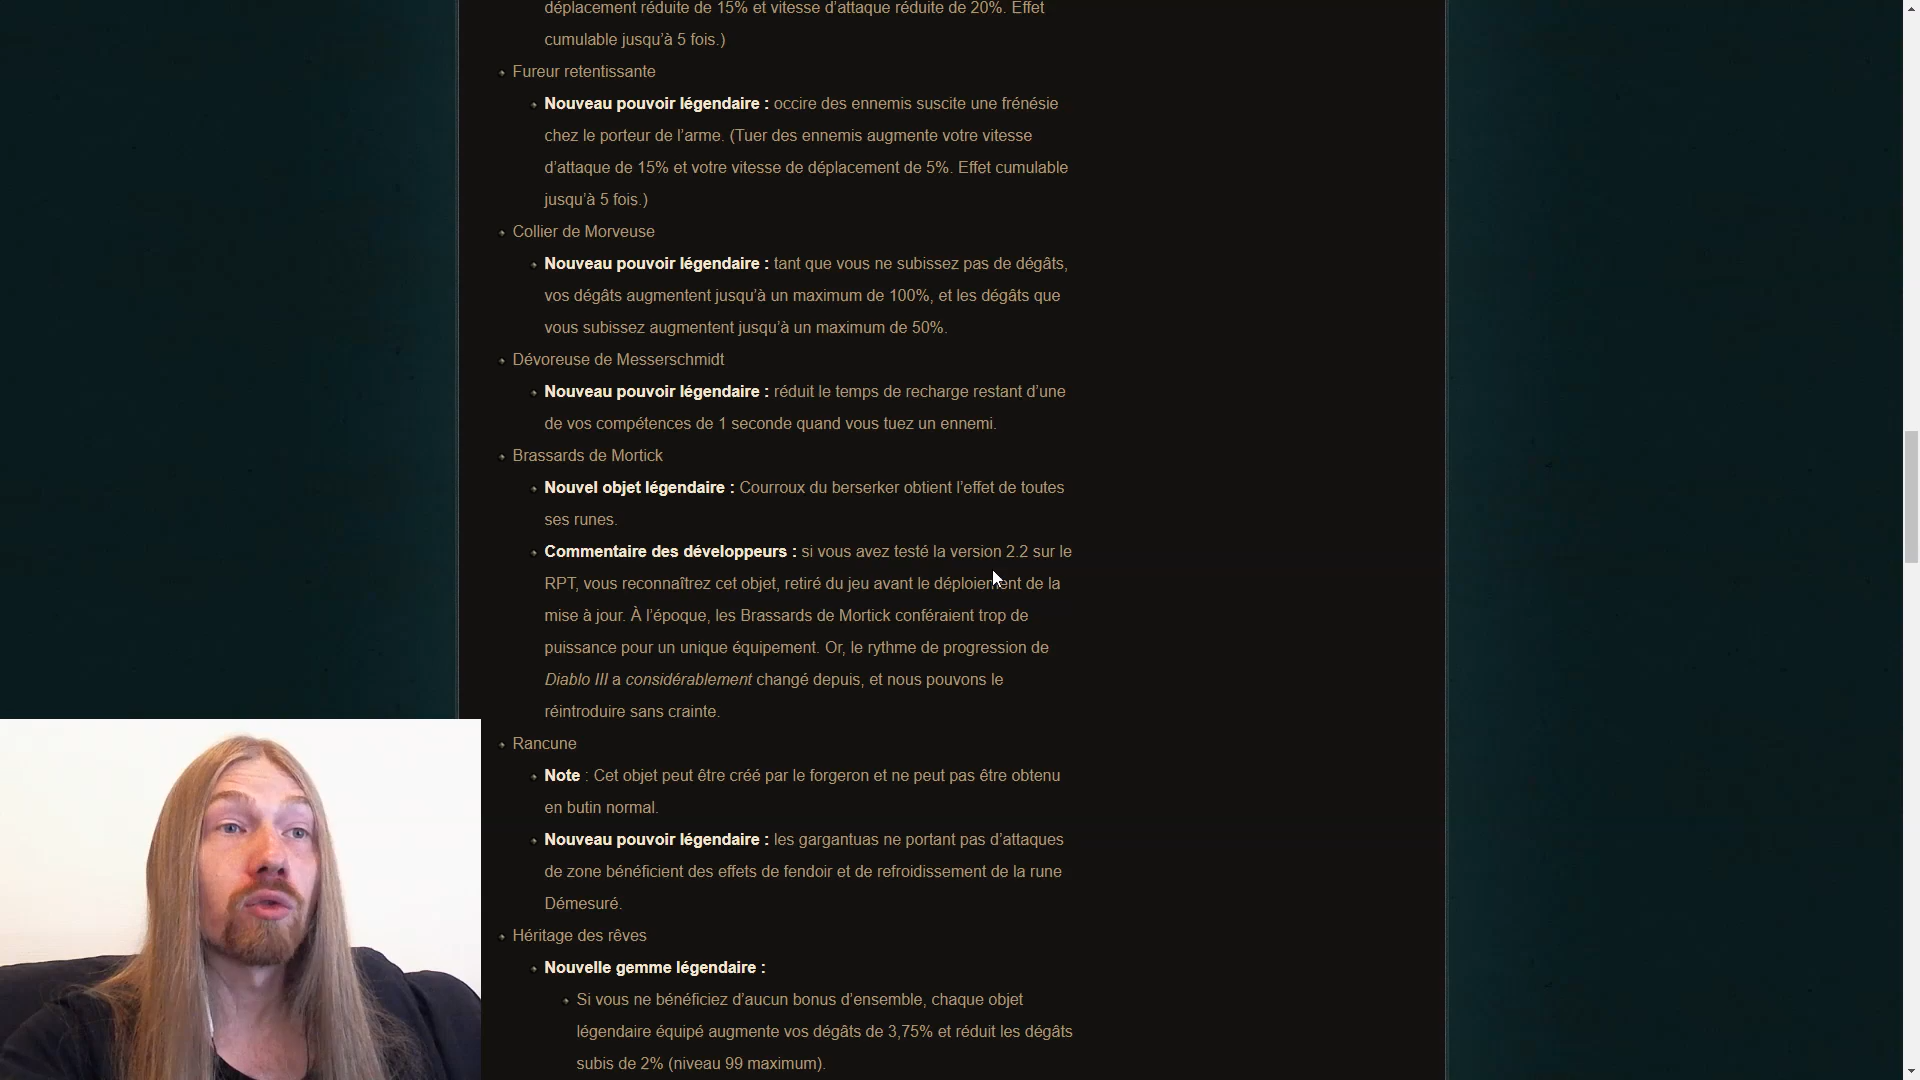 déplacement réduite de 15% et vitesse d’attaque réduite de 20%. Effet
cumulable jusqu’à 5 fois.)
Fureur retentissante
Nouveau pouvoir légendaire : occire des ennemis suscite une frénésie
chez le porteur de l’arme. (Tuer des ennemis augmente votre vitesse
d’attaque de 15% et votre vitesse de déplacement de 5%. Effet cumulable
jusqu’à 5 fois.)
Collier de Morveuse
Nouveau pouvoir légendaire : tant que vous ne subissez pas de dégâts,
vos dégâts augmentent jusqu’à un maximum de 100%, et les dégâts que
vous subissez augmentent jusqu’à un maximum de 50%.
Dévoreuse de Messerschmidt
Nouveau pouvoir légendaire : réduit le temps de recharge restant d’une
de vos compétences de 1 seconde quand vous tuez un ennemi.
Brassards de Mortick
Nouvel objet légendaire : Courroux du berserker obtient l’effet de toutes
ses runes.
Commentaire des développeurs : si vous avez testé la version 2.2 sur le
RPT, vous reconnaîtrez cet objet, retiré du jeu avant le déploiement de la
mise à jour. À l’époque, les Brassards de Mortick conféraient trop de
puissance pour un unique équipement. Or, le rythme de progression de
Diablo III a considérablement changé depuis, et nous pouvons le
réintroduire sans crainte.
Rancune
Note : Cet objet peut être créé par le forgeron et ne peut pas être obtenu
en butin normal.
Nouveau pouvoir légendaire : les gargantuas ne portant pas d’attaques
de zone bénéficient des effets de fendoir et de refroidissement de la rune
Démesuré.
Héritage des rêves
Nouvelle gemme légendaire :
Si vous ne bénéficiez d’aucun bonus d’ensemble, chaque objet
légendaire équipé augmente vos dégâts de 3,75% et réduit les dégâts
subis de 2% (niveau 99 maximum).